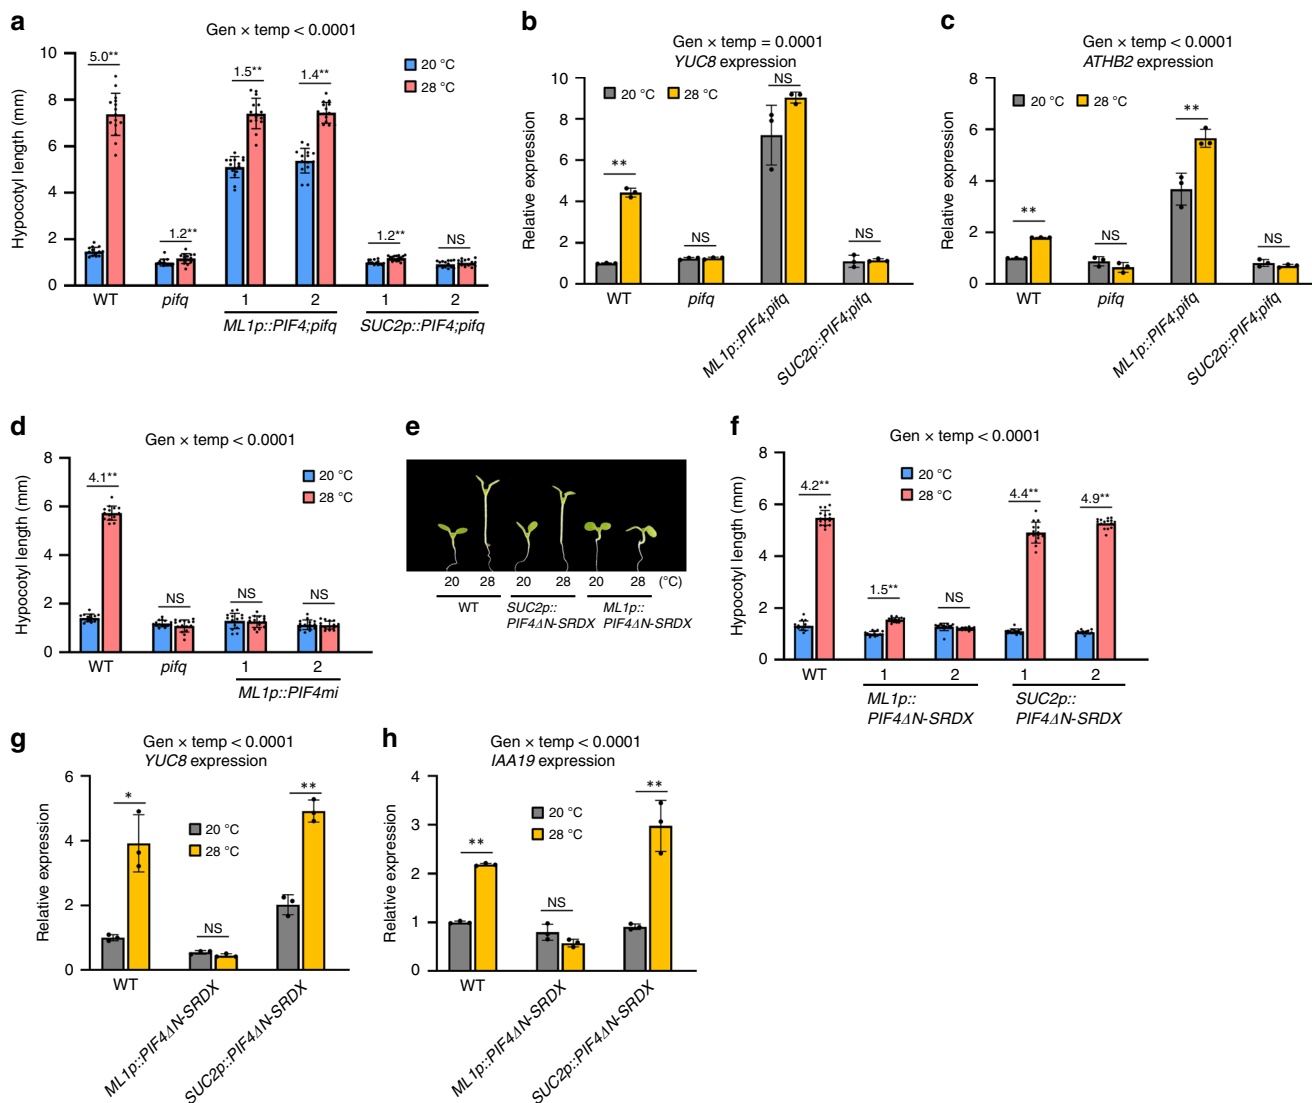 a
Gen × temp < 0.0001
Hypocotyl length (mm)
10
8
6
4
2
0
20 °C
28 °C
5.0**
1.2**
1.5**
1.4**
1.2**
NS
WT
pifq
1
2
1
2
ML1p::PIF4;pifq
SUC2p::PIF4;pifq
b
Gen × temp = 0.0001
YUC8 expression
Relative expression
10
8
6
4
2
0
20 °C
28 °C
**
NS
NS
NS
WT
pifq
ML1p::PIF4;pifq
SUC2p::PIF4;pifq
c
Gen × temp < 0.0001
ATHB2 expression
Relative expression
8
6
4
2
0
20 °C
28 °C
**
NS
**
NS
WT
pifq
ML1p::PIF4;pifq
SUC2p::PIF4;pifq
d
Gen × temp < 0.0001
Hypocotyl length (mm)
8
6
4
2
0
20 °C
28 °C
4.1**
NS
NS
NS
WT
pifq
1
2
ML1p::PIF4mi
e
20
28
20
28
20
28
(°C)
WT
SUC2p::
PIF4ΔN-SRDX
ML1p::
PIF4ΔN-SRDX
f
Gen × temp < 0.0001
Hypocotyl length (mm)
8
6
4
2
0
20 °C
28 °C
4.2**
1.5**
NS
4.4**
4.9**
WT
1
2
1
2
ML1p::
PIF4ΔN-SRDX
SUC2p::
PIF4ΔN-SRDX
g
Gen × temp < 0.0001
YUC8 expression
Relative expression
6
4
2
0
20 °C
28 °C
*
NS
**
WT
ML1p::PIF4ΔN-SRDX
SUC2p::PIF4ΔN-SRDX
h
Gen × temp < 0.0001
IAA19 expression
Relative expression
4
3
2
1
0
20 °C
28 °C
**
NS
**
WT
ML1p::PIF4ΔN-SRDX
SUC2p::PIF4ΔN-SRDX